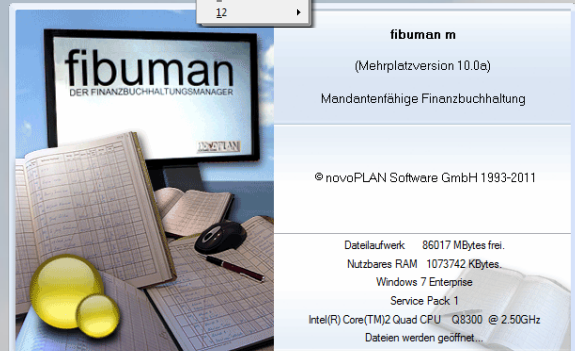 12
fibuman
DER FINANZBUCHHALTUNGSMANAGER
novoPLAN
fibuman m
(Mehrplatzversion 10.0a)
Mandantenfähige Finanzbuchhaltung
© novoPLAN Software GmbH 1993-2011
Dateilaufwerk 86017 MBytes frei.
Nutzbares RAM 1073742 KBytes.
Windows 7 Enterprise
Service Pack 1
Intel(R) Core(TM)2 Quad CPU Q8300 @ 2.50GHz
Dateien werden geöffnet...